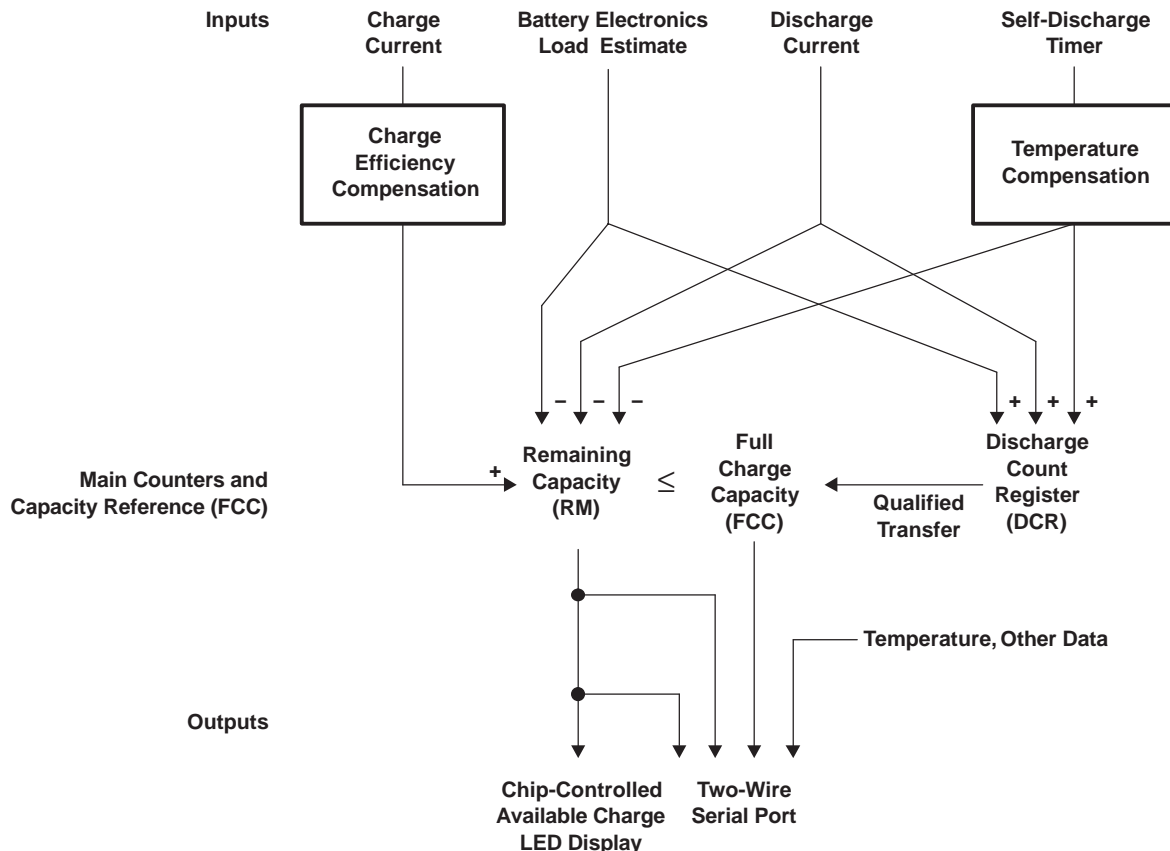 Inputs
Charge
Current
Battery Electronics
Load Estimate
Discharge
Current
Self-Discharge
Timer
Charge
Efficiency
Compensation
Temperature
Compensation
– – –
+ + +
Main Counters and
Capacity Reference (FCC)
+
Remaining
Capacity
(RM)
≤
Full
Charge
Capacity
(FCC)
Qualified
Transfer
Discharge
Count
Register
(DCR)
Temperature, Other Data
Outputs
Chip-Controlled
Available Charge
LED Display
Two-Wire
Serial Port